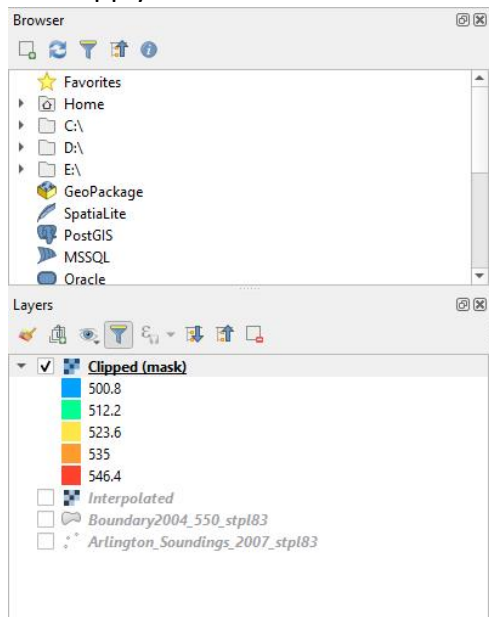 Browser
Favorites
Home
C:\
D:\
E:\
GeoPackage
SpatiaLite
PostGIS
MSSQL
Oracle
Layers
Clipped (mask)
500.8
512.2
523.6
535
546.4
Interpolated
Boundary2004_550_stpl83
Arlington_Soundings_2007_stpl83